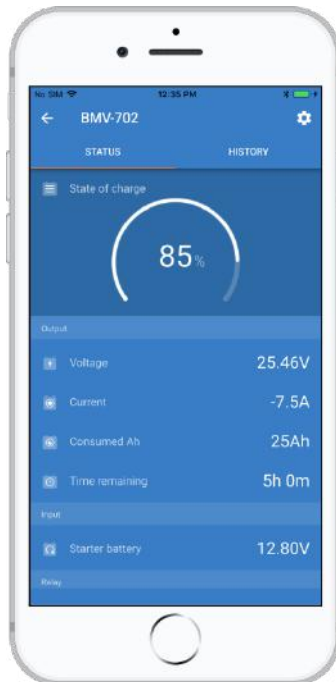 No SIM 12:35 PM
BMV-702
STATUS HISTORY
State of charge
85%
Output
Voltage 25.46V
Current -7.5A
Consumed Ah 25Ah
Time remaining 5h 0m
Input
Starter battery 12.80V
Relay